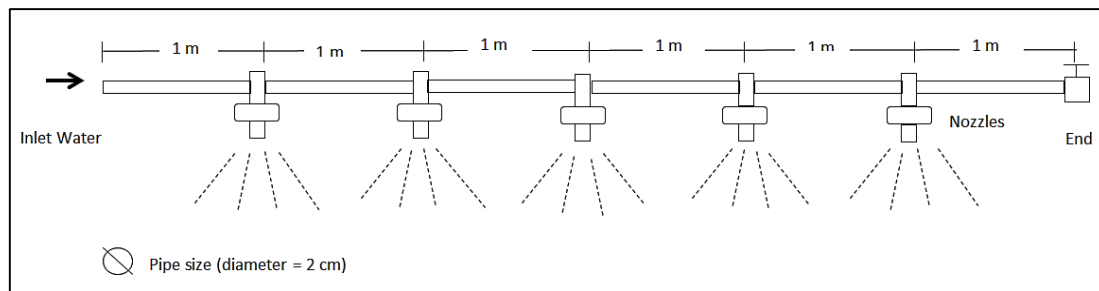 1 m 1 m 1 m 1 m 1 m 1 m
Inlet Water
Nozzles
End
Pipe size (diameter = 2 cm)